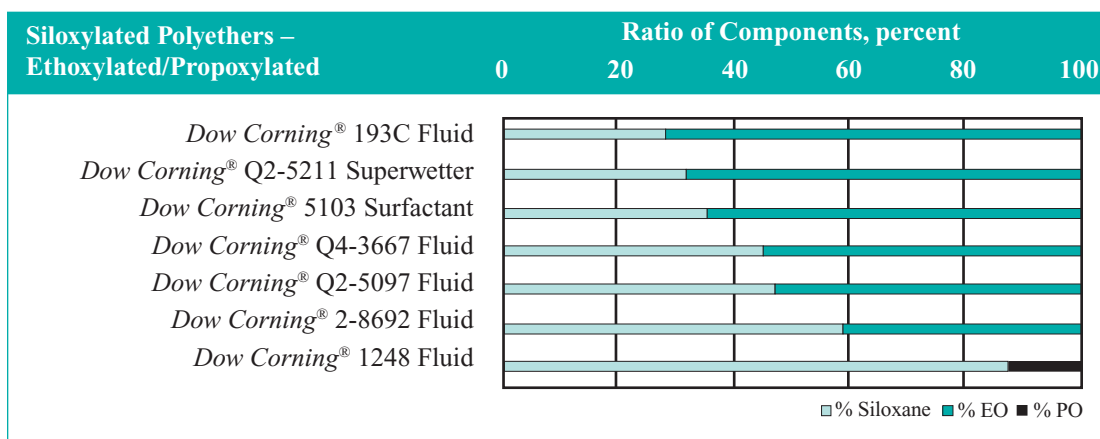 Siloxylated Polyethers –
Ethoxylated/Propoxylated
Ratio of Components, percent
0 20 40 60 80 100
Dow Corning® 193C Fluid
Dow Corning® Q2-5211 Superwetter
Dow Corning® 5103 Surfactant
Dow Corning® Q4-3667 Fluid
Dow Corning® Q2-5097 Fluid
Dow Corning® 2-8692 Fluid
Dow Corning® 1248 Fluid
% Siloxane % EO % PO